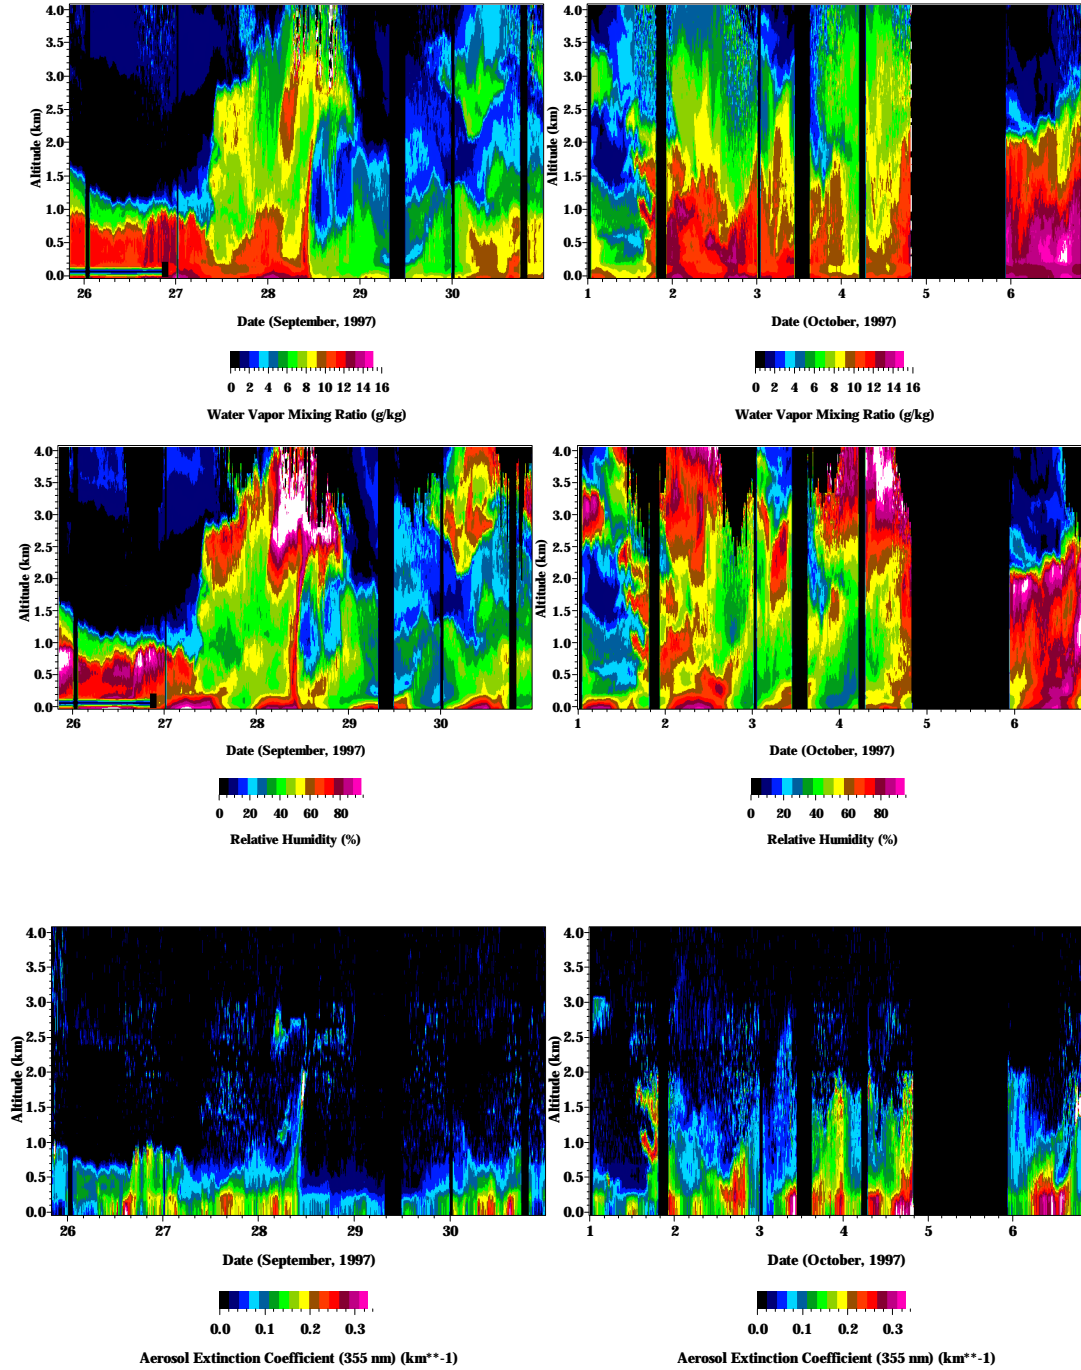 4.0
3.5
3.0
2.5
2.0
1.5
1.0
0.5
0.0
Altitude (km)
26 27 28 29 30
Date (September, 1997)
0 2 4 6 8 10 12 14 16
Water Vapor Mixing Ratio (g/kg)
4.0
3.5
3.0
2.5
2.0
1.5
1.0
0.5
0.0
Altitude (km)
1 2 3 4 5 6
Date (October, 1997)
0 2 4 6 8 10 12 14 16
Water Vapor Mixing Ratio (g/kg)
4.0
3.5
3.0
2.5
2.0
1.5
1.0
0.5
0.0
Altitude (km)
26 27 28 29 30
Date (September, 1997)
0 20 40 60 80
Relative Humidity (%)
4.0
3.5
3.0
2.5
2.0
1.5
1.0
0.5
0.0
Altitude (km)
1 2 3 4 5 6
Date (October, 1997)
0 20 40 60 80
Relative Humidity (%)
4.0
3.5
3.0
2.5
2.0
1.5
1.0
0.5
0.0
Altitude (km)
26 27 28 29 30
Date (September, 1997)
0.0 0.1 0.2 0.3
Aerosol Extinction Coefficient (355 nm) (km**-1)
4.0
3.5
3.0
2.5
2.0
1.5
1.0
0.5
0.0
Altitude (km)
1 2 3 4 5 6
Date (October, 1997)
0.0 0.1 0.2 0.3
Aerosol Extinction Coefficient (355 nm) (km**-1)